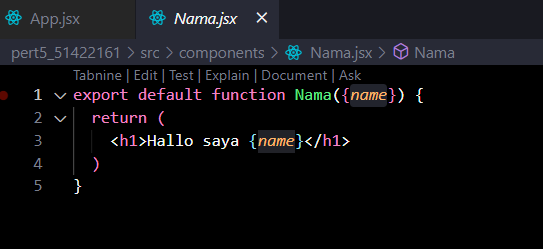 App.jsx Nama.jsx ×
pert5_51422161 > src > components > Nama.jsx > Nama
Tabnine | Edit | Test | Explain | Document | Ask
1 export default function Nama({name}) {
2 return (
3 <h1>Hallo saya {name}</h1>
4 )
5 }